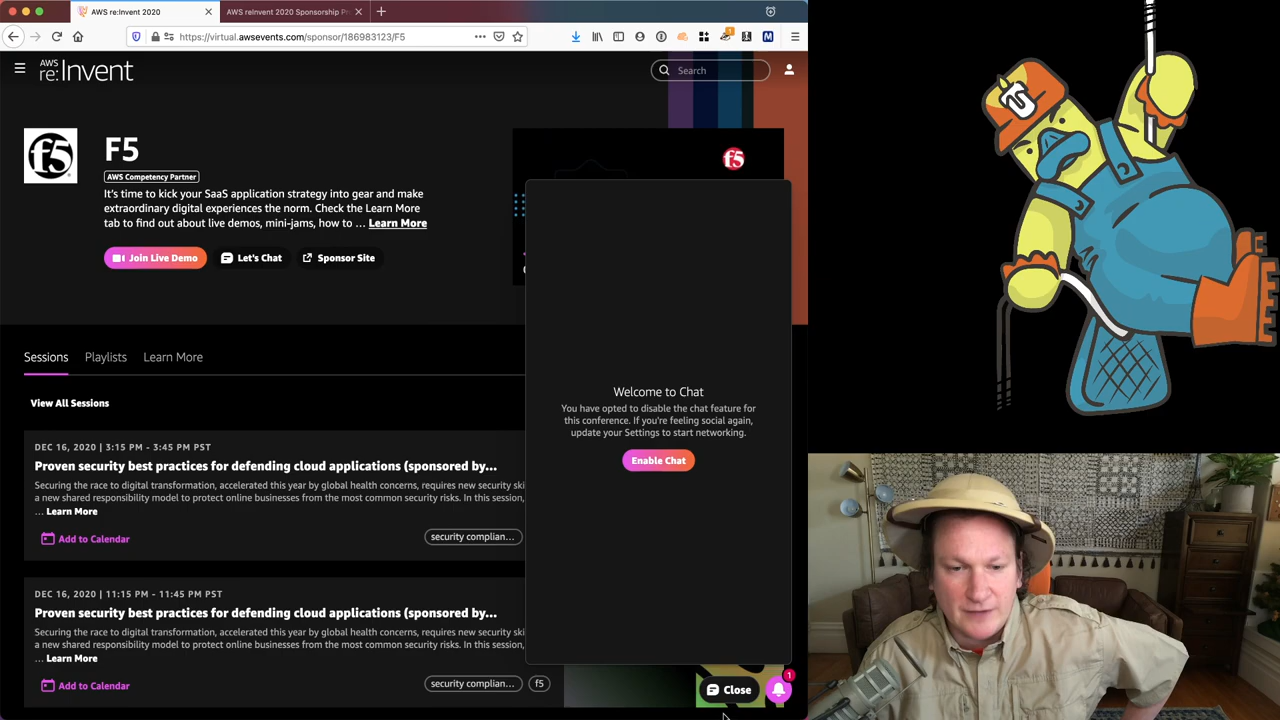 AWS re:Invent 2020
AWS reInvent 2020 Sponsorship Pr
https://virtual.awsevents.com/sponsor/186983123/F5
1
AWS
re:Invent
Search
f5
F5
AWS Competency Partner
It's time to kick your SaaS application strategy into gear and make
extraordinary digital experiences the norm. Check the Learn More
tab to find out about live demos, mini-jams, how to ... Learn More
Join Live Demo
Let's Chat
Sponsor Site
f5
Sessions
Playlists
Learn More
View All Sessions
DEC 16, 2020 | 3:15 PM - 3:45 PM PST
Proven security best practices for defending cloud applications (sponsored by...
Securing the race to digital transformation, accelerated this year by global health concerns, requires new security ski
a new shared responsibility model to protect online businesses from the most common security risks. In this session,
... Learn More
Add to Calendar
security complian...
DEC 16, 2020 | 11:15 PM - 11:45 PM PST
Proven security best practices for defending cloud applications (sponsored by...
Securing the race to digital transformation, accelerated this year by global health concerns, requires new security ski
a new shared responsibility model to protect online businesses from the most common security risks. In this session,
... Learn More
Add to Calendar
security complian...
f5
Welcome to Chat
You have opted to disable the chat feature for
this conference. If you're feeling social again,
update your Settings to start networking.
Enable Chat
Close
1